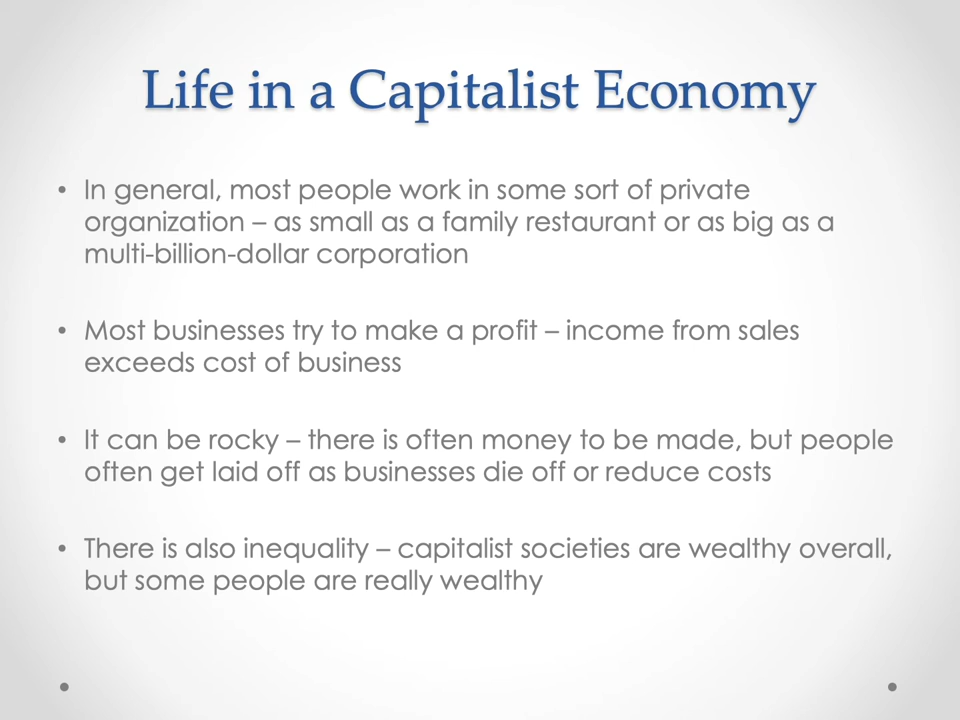 Life in a Capitalist Economy
• In general, most people work in some sort of private
organization – as small as a family restaurant or as big as a
multi-billion-dollar corporation
• Most businesses try to make a profit – income from sales
exceeds cost of business
• It can be rocky – there is often money to be made, but people
often get laid off as businesses die off or reduce costs
• There is also inequality – capitalist societies are wealthy overall,
but some people are really wealthy